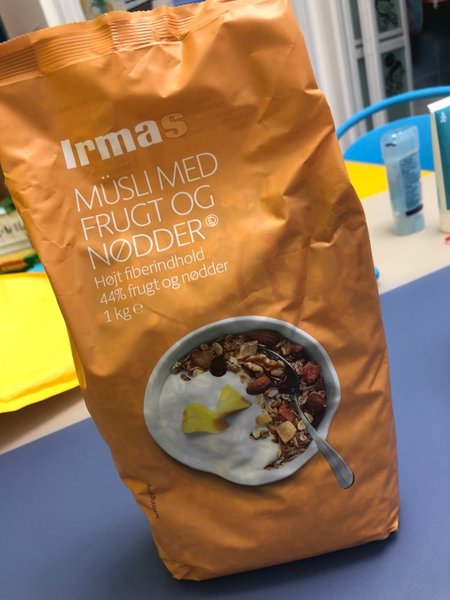 Irmas
MÜSLI MED
FRUGT OG
NØDDER
Højt fiberindhold
44% frugt og nødder
1 kg ℮